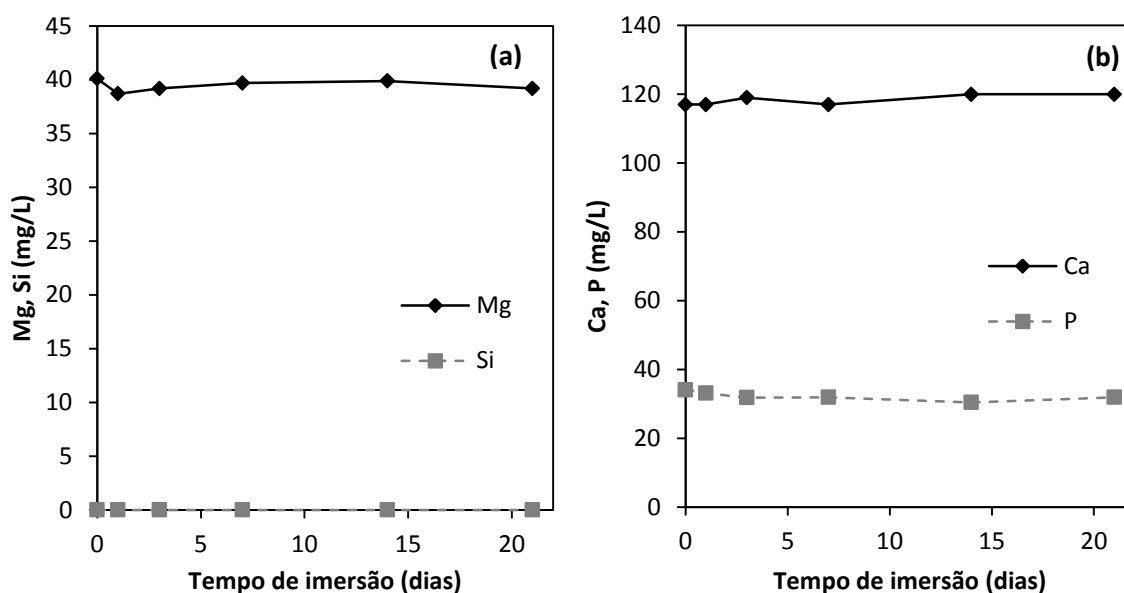 (a)
Mg, Si (mg/L)
45
40
35
30
25
20
15
10
5
0
Mg
Si
0 5 10 15 20
Tempo de imersão (dias)
(b)
Ca, P (mg/L)
140
120
100
80
60
40
20
0
Ca
P
0 5 10 15 20
Tempo de imersão (dias)